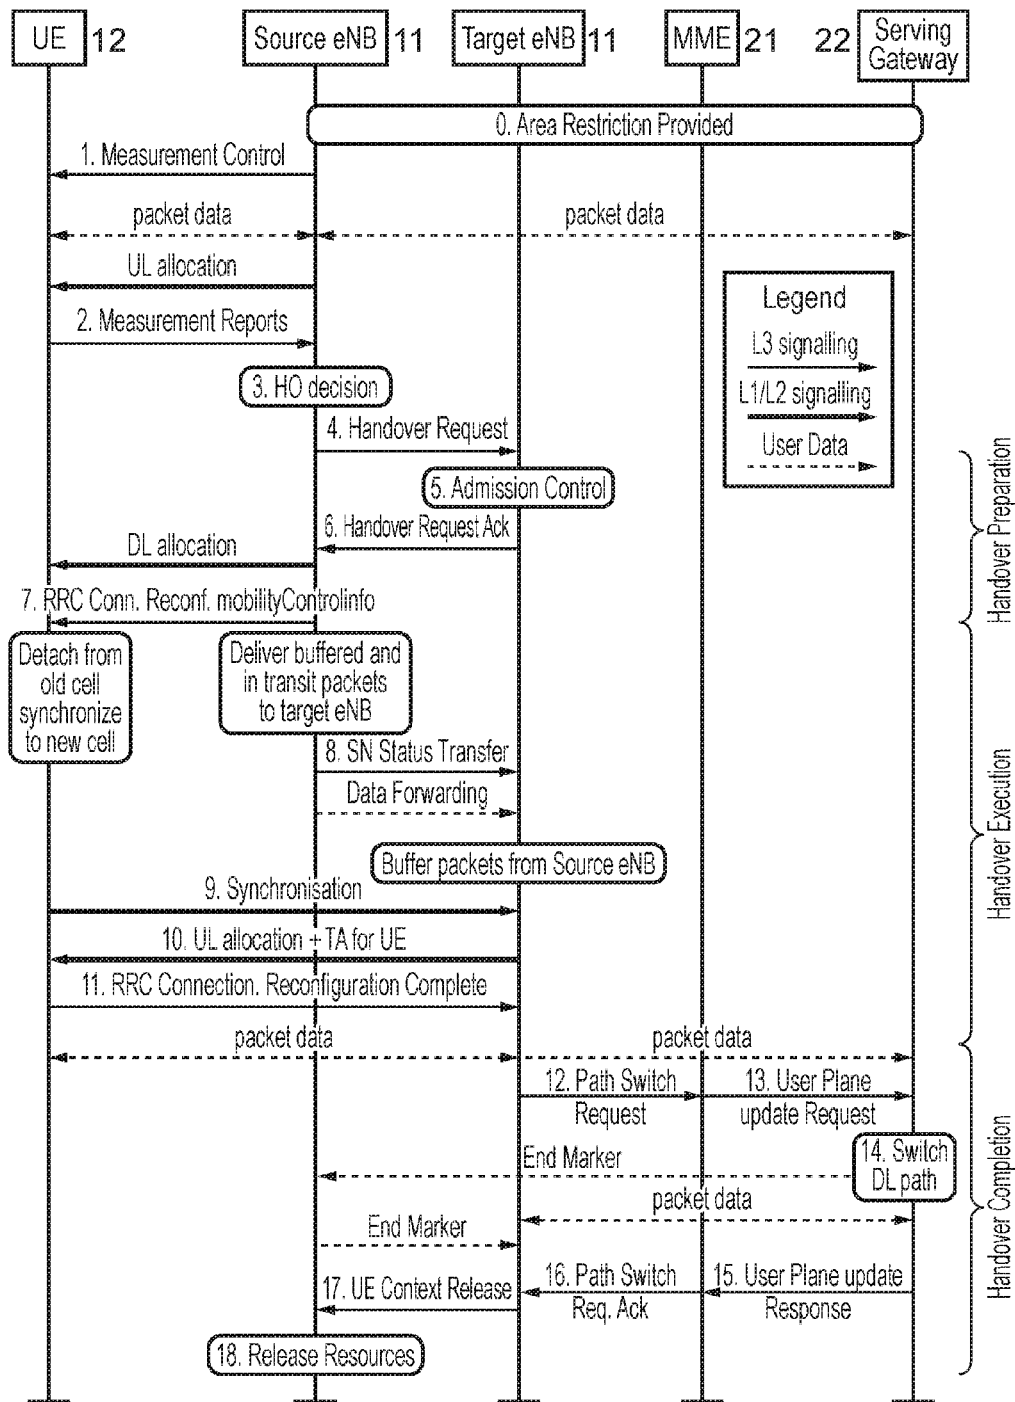 UE 12
Source eNB 11
Target eNB 11
MME 21
22 Serving
Gateway
0. Area Restriction Provided
1. Measurement Control
packet data
packet data
UL allocation
Legend
L3 signalling
L1/L2 signalling
User Data
2. Measurement Reports
3. HO decision
4. Handover Request
5. Admission Control
6. Handover Request Ack
DL allocation
7. RRC Conn. Reconf. mobilityControlinfo
Handover Preparation
Detach from
old cell
synchronize
to new cell
Deliver buffered and
in transit packets
to target eNB
8. SN Status Transfer
Data Forwarding
Buffer packets from Source eNB
9. Synchronisation
10. UL allocation + TA for UE
11. RRC Connection. Reconfiguration Complete
Handover Execution
packet data
packet data
12. Path Switch
Request
13. User Plane
update Request
14. Switch
DL path
End Marker
packet data
End Marker
15. User Plane update
Response
16. Path Switch
Req. Ack
17. UE Context Release
18. Release Resources
Handover Completion